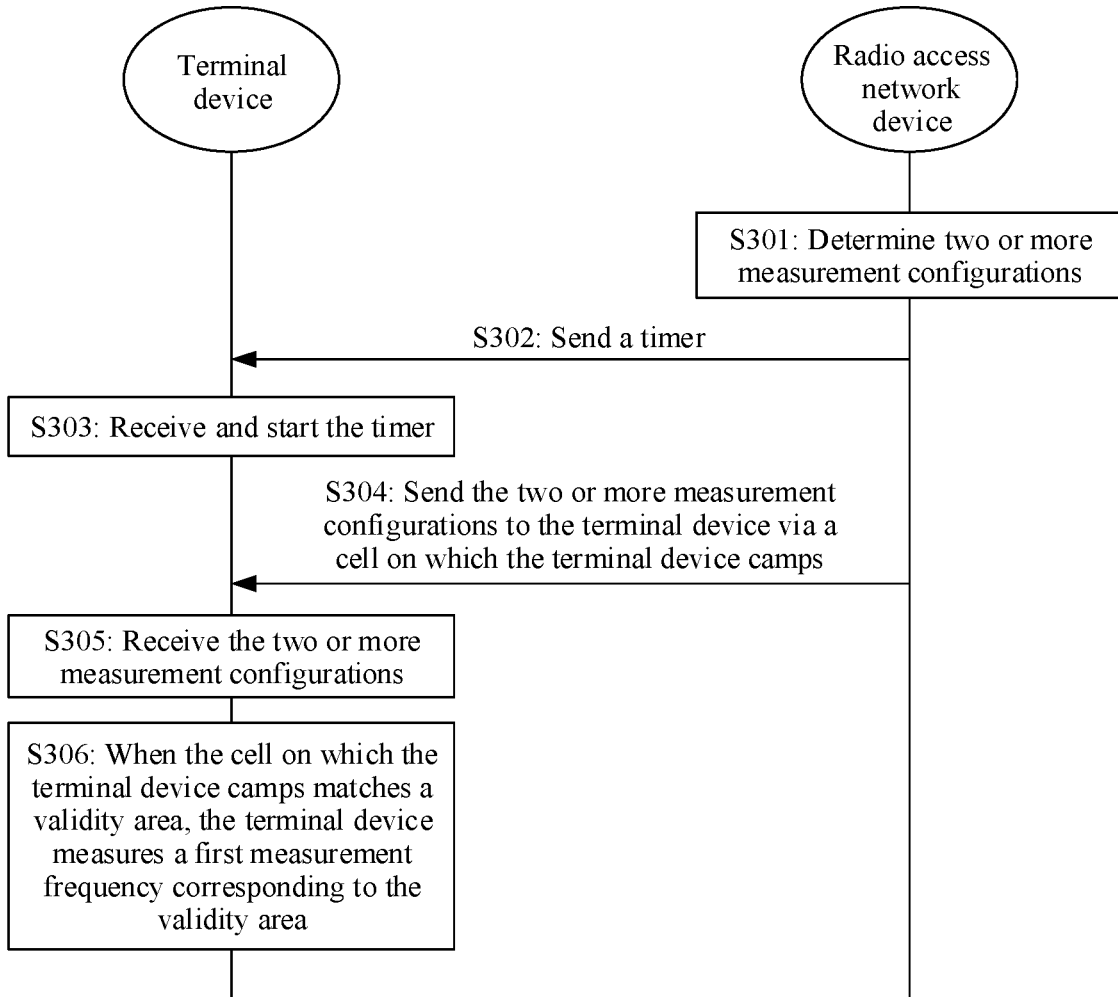 Terminal
device
Radio access
network
device
S301: Determine two or more
measurement configurations
S302: Send a timer
S303: Receive and start the timer
S304: Send the two or more measurement
configurations to the terminal device via a
cell on which the terminal device camps
S305: Receive the two or more
measurement configurations
S306: When the cell on which the
terminal device camps matches a
validity area, the terminal device
measures a first measurement
frequency corresponding to the
validity area